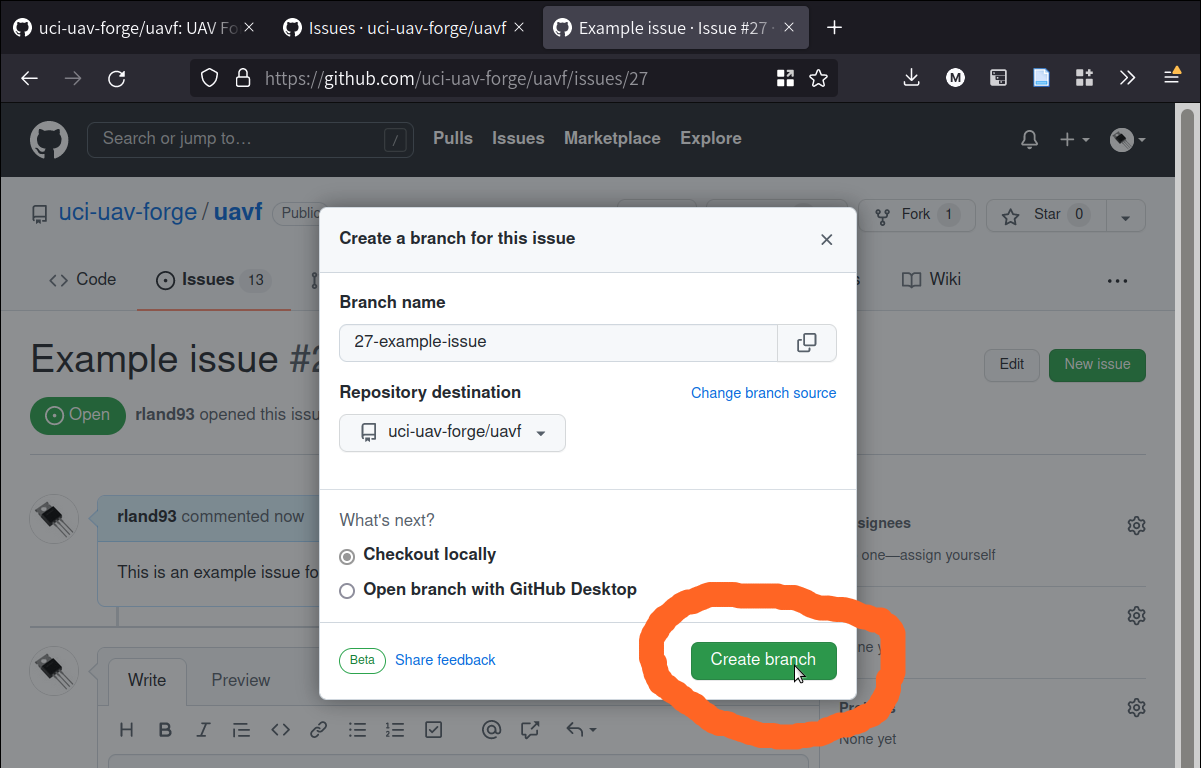 uci-uav-forge/uavf: UAV Fo
Issues · uci-uav-forge/uavf
Example issue · Issue #27 ·
https://github.com/uci-uav-forge/uavf/issues/27
M
Search or jump to…
/
Pulls
Issues
Marketplace
Explore
uci-uav-forge / uavf
Public
Fork 1
Star 0
Code
Issues 13
Wiki
Example issue #2
Edit
New issue
Open
rland93 opened this issu
Create a branch for this issue
Branch name
27-example-issue
Repository destination
Change branch source
uci-uav-forge/uavf
What's next?
Checkout locally
Open branch with GitHub Desktop
Beta
Share feedback
Create branch
rland93 commented now
This is an example issue fo
signees
one—assign yourself
ne y
None yet
Write
Preview
H B I